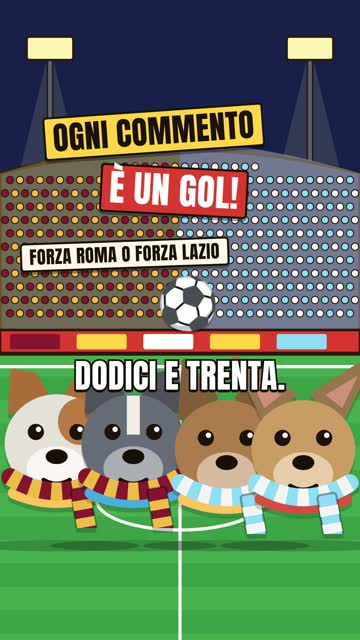 OGNI COMMENTO
È UN GOL!
FORZA ROMA O FORZA LAZIO
DODICI E TRENTA.